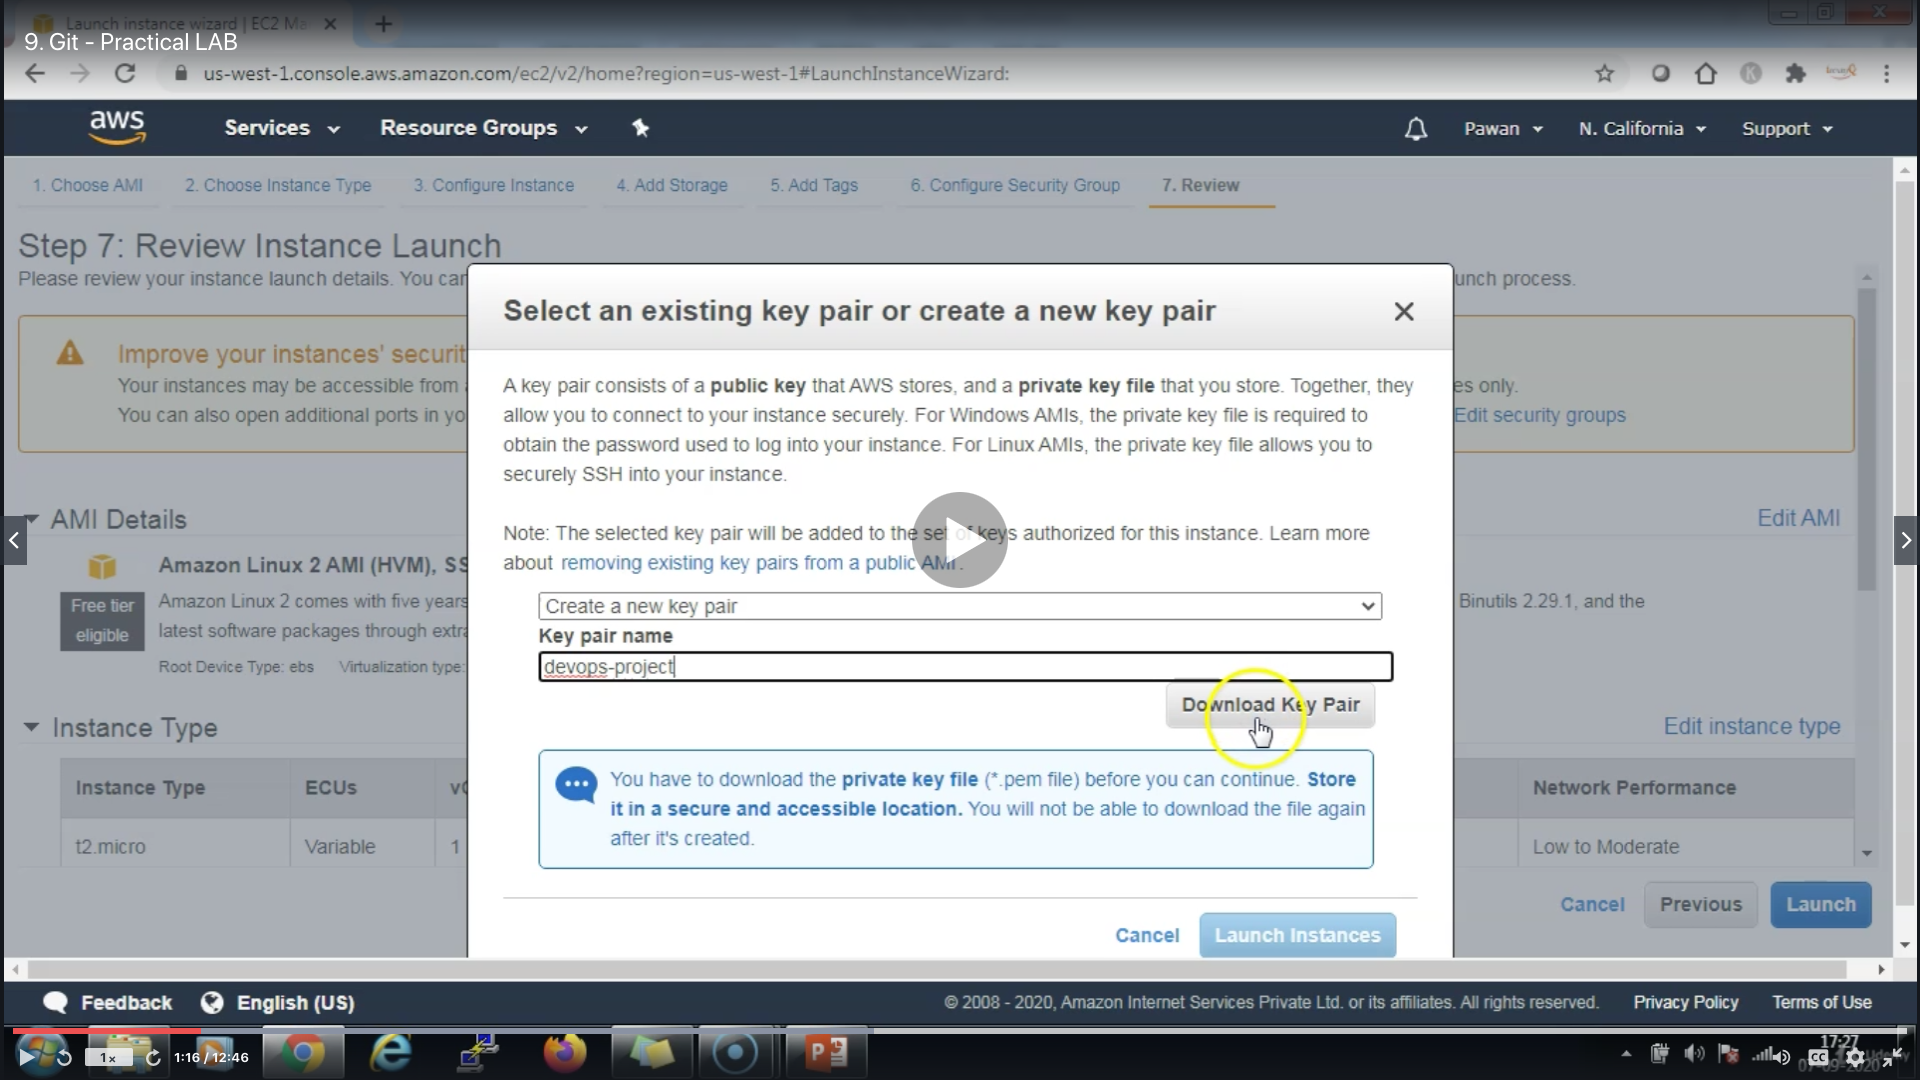 Launch instance wizard | EC2 Ma
9. Git - Practical LAB
us-west-1.console.aws.amazon.com/ec2/v2/home?region=us-west-1#LaunchInstanceWizard:
K
aws
Services
Resource Groups
Pawan
N. California
Support
1. Choose AMI
2. Choose Instance Type
3. Configure Instance
4. Add Storage
5. Add Tags
6. Configure Security Group
7. Review
Step 7: Review Instance Launch
Please review your instance launch details. You can
unch process.
Improve your instances' securit
Your instances may be accessible from
es only.
You can also open additional ports in yo
Edit security groups
Select an existing key pair or create a new key pair
A key pair consists of a public key that AWS stores, and a private key file that you store. Together, they
allow you to connect to your instance securely. For Windows AMIs, the private key file is required to
obtain the password used to log into your instance. For Linux AMIs, the private key file allows you to
securely SSH into your instance.
Note: The selected key pair will be added to the set of keys authorized for this instance. Learn more
about removing existing key pairs from a public AMI.
Create a new key pair
Key pair name
devops-project
Download Key Pair
You have to download the private key file (*.pem file) before you can continue. Store
it in a secure and accessible location. You will not be able to download the file again
after it's created.
Cancel
Launch Instances
AMI Details
Edit AMI
Amazon Linux 2 AMI (HVM), SS
Free tier
eligible
Amazon Linux 2 comes with five years
Binutils 2.29.1, and the
latest software packages through extra
Root Device Type: ebs
Virtualization type:
Instance Type
Edit instance type
Instance Type
ECUs
Network Performance
t2.micro
Variable
1
Low to Moderate
Cancel
Previous
Launch
Feedback
English (US)
© 2008 - 2020, Amazon Internet Services Private Ltd. or its affiliates. All rights reserved.
Privacy Policy
Terms of Use
1x
1:16 / 12:46
P
17:27
CC
07-09-2020